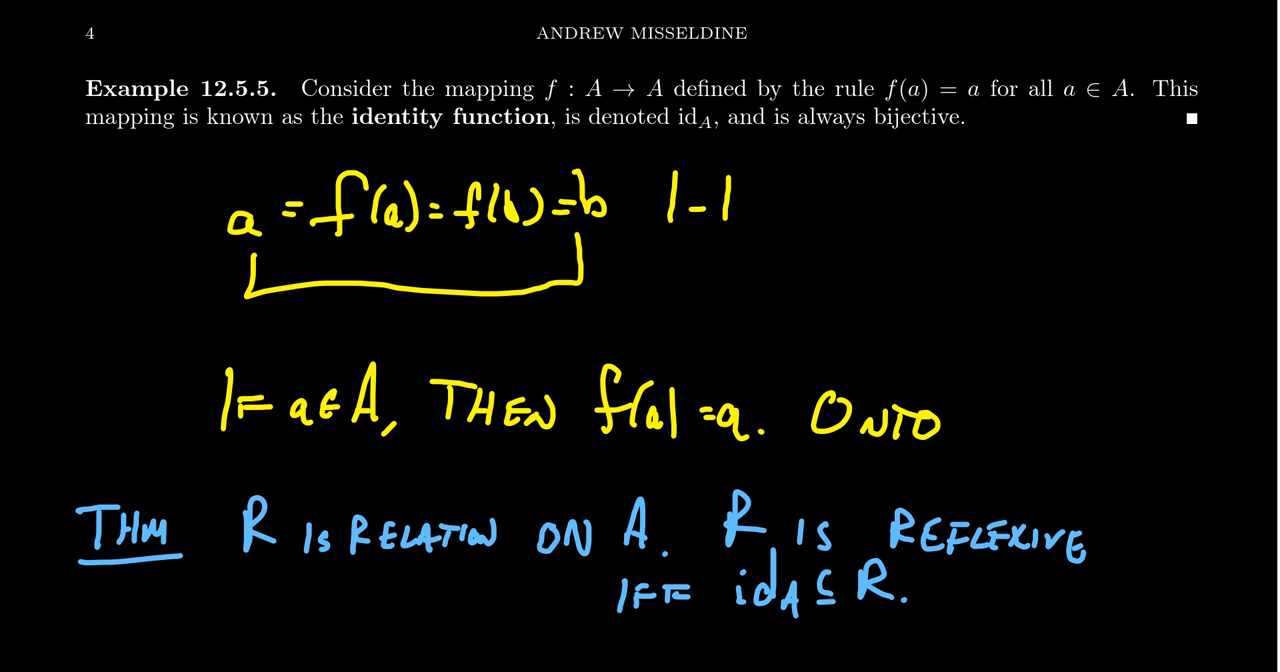 4 ANDREW MISSELDINE
Example 12.5.5. Consider the mapping f : A → A defined by the rule f(a) = a for all a ∈ A. This
mapping is known as the identity function, is denoted id_A, and is always bijective. ■
a = f(a) = f(b) = b 1-1
IF a ∈ A, THEN f(a) = a. ONTO
THM R IS RELATION ON A. R IS REFLEXIVE
IFF id_A ⊆ R.